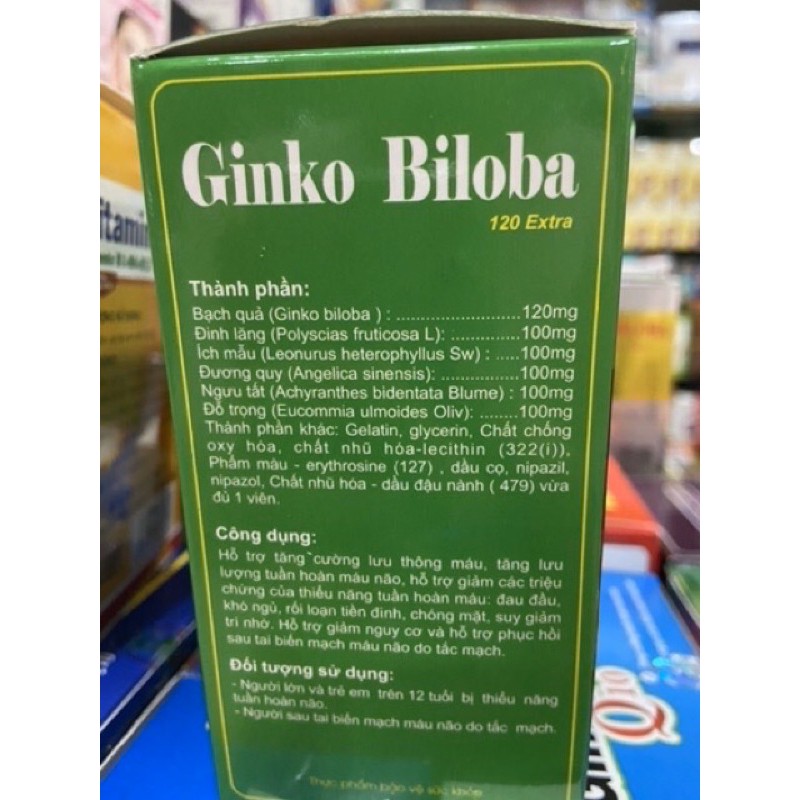 Ginko Biloba
120 Extra
Thành phần:
Bạch quả (Ginko biloba ) : ..........................120mg
Đinh lăng (Polyscias fruticosa L): ..............100mg
Ích mẫu (Leonurus heterophyllus Sw) : .....100mg
Đương quy (Angelica sinensis): ................100mg
Ngưu tất (Achyranthes bidentata Blume) : 100mg
Đỗ trọng (Eucommia ulmoides Oliv): ........100mg
Thành phần khác: Gelatin, glycerin, Chất chống
oxy hóa, chất nhũ hóa-lecithin (322(i)),
Phẩm màu - erythrosine (127) , dầu cọ, nipazil,
nipazol, Chất nhũ hóa - dầu đậu nành ( 479) vừa
đủ 1 viên.
Công dụng:
Hỗ trợ tăng cường lưu thông máu, tăng lưu
lượng tuần hoàn máu não, hỗ trợ giảm các triệu
chứng của thiểu năng tuần hoàn máu: đau đầu,
khó ngủ, rối loạn tiền đình, chóng mặt, suy giảm
trí nhớ. Hỗ trợ giảm nguy cơ và hỗ trợ phục hồi
sau tai biến mạch máu não do tắc mạch.
Đối tượng sử dụng:
- Người lớn và trẻ em trên 12 tuổi bị thiểu năng
tuần hoàn não.
- Người sau tai biến mạch máu não do tắc mạch.
Thực phẩm bảo vệ sức khỏe
itamin
Q10